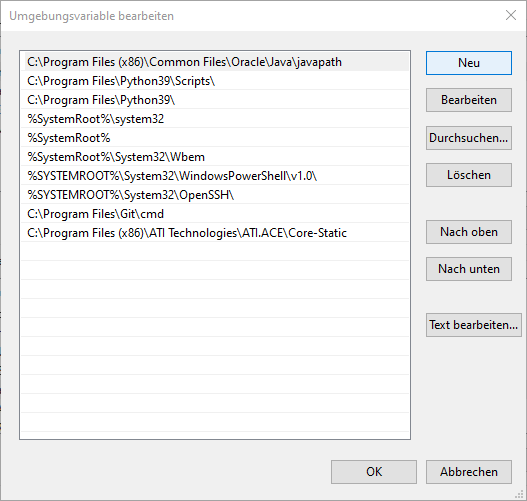 Umgebungsvariable bearbeiten
C:\Program Files (x86)\Common Files\Oracle\Java\javapath
C:\Program Files\Python39\Scripts\
C:\Program Files\Python39\
%SystemRoot%\system32
%SystemRoot%
%SystemRoot%\System32\Wbem
%SYSTEMROOT%\System32\WindowsPowerShell\v1.0\
%SYSTEMROOT%\System32\OpenSSH\
C:\Program Files\Git\cmd
C:\Program Files (x86)\ATI Technologies\ATI.ACE\Core-Static
Neu
Bearbeiten
Durchsuchen...
Löschen
Nach oben
Nach unten
Text bearbeiten...
OK
Abbrechen